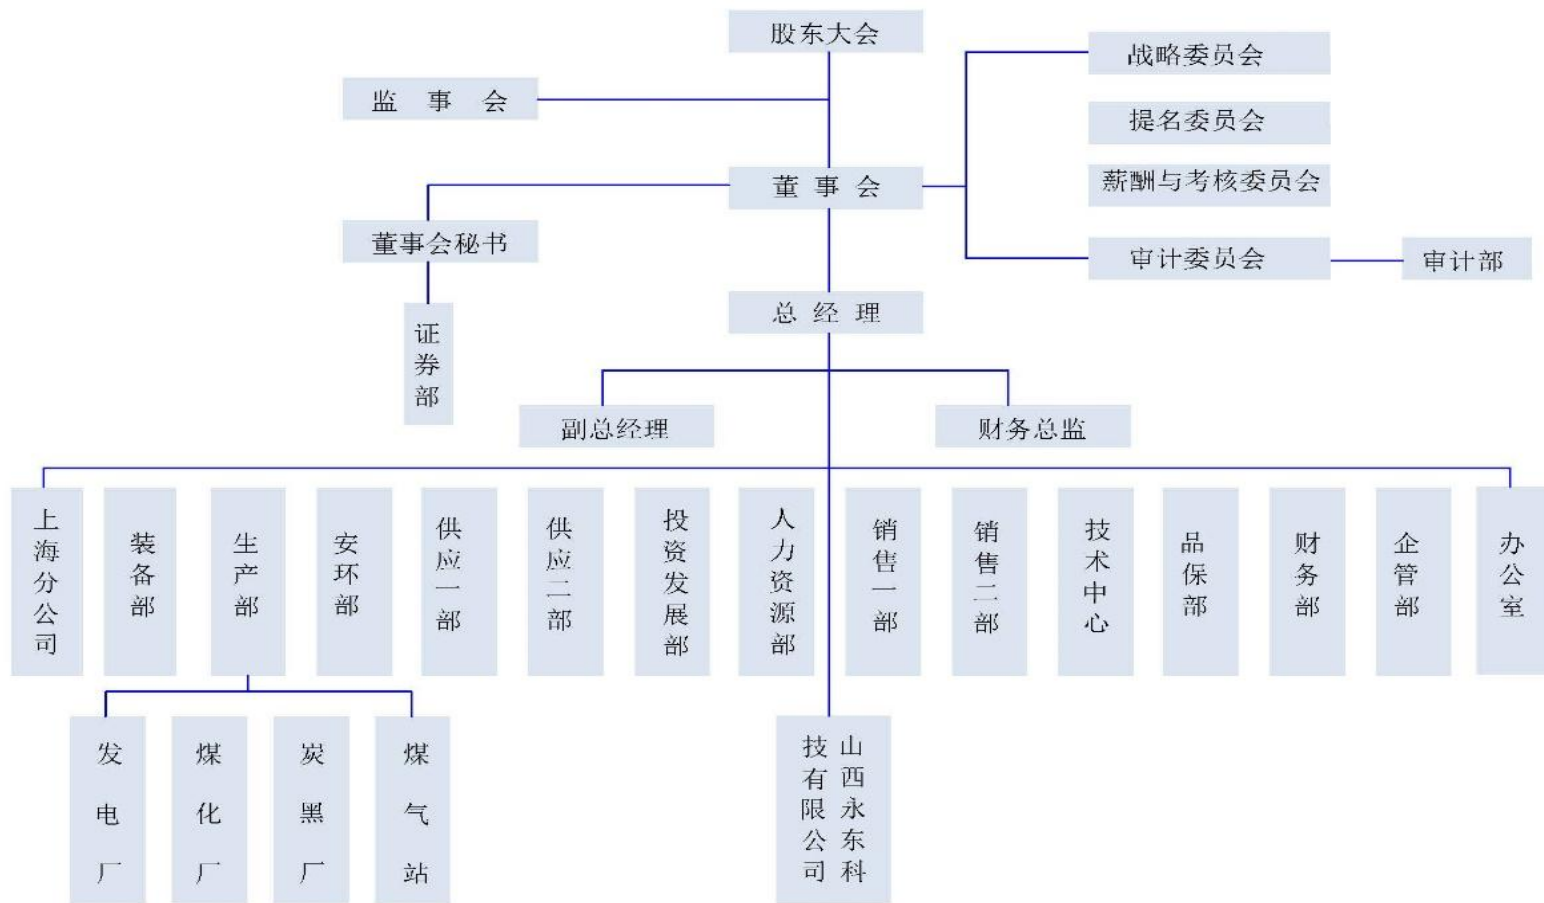 股东大会
战略委员会
监 事 会
提名委员会
董 事 会
薪酬与考核委员会
董事会秘书
审计委员会
审计部
总 经 理
证券部
副总经理
财务总监
上海分公司
装备部
生产部
安环部
供应一部
供应二部
投资发展部
人力资源部
销售一部
销售二部
技术中心
品保部
财务部
企管部
办公室
发电厂
煤化厂
炭黑厂
煤气站
山西永东科
技有限公司